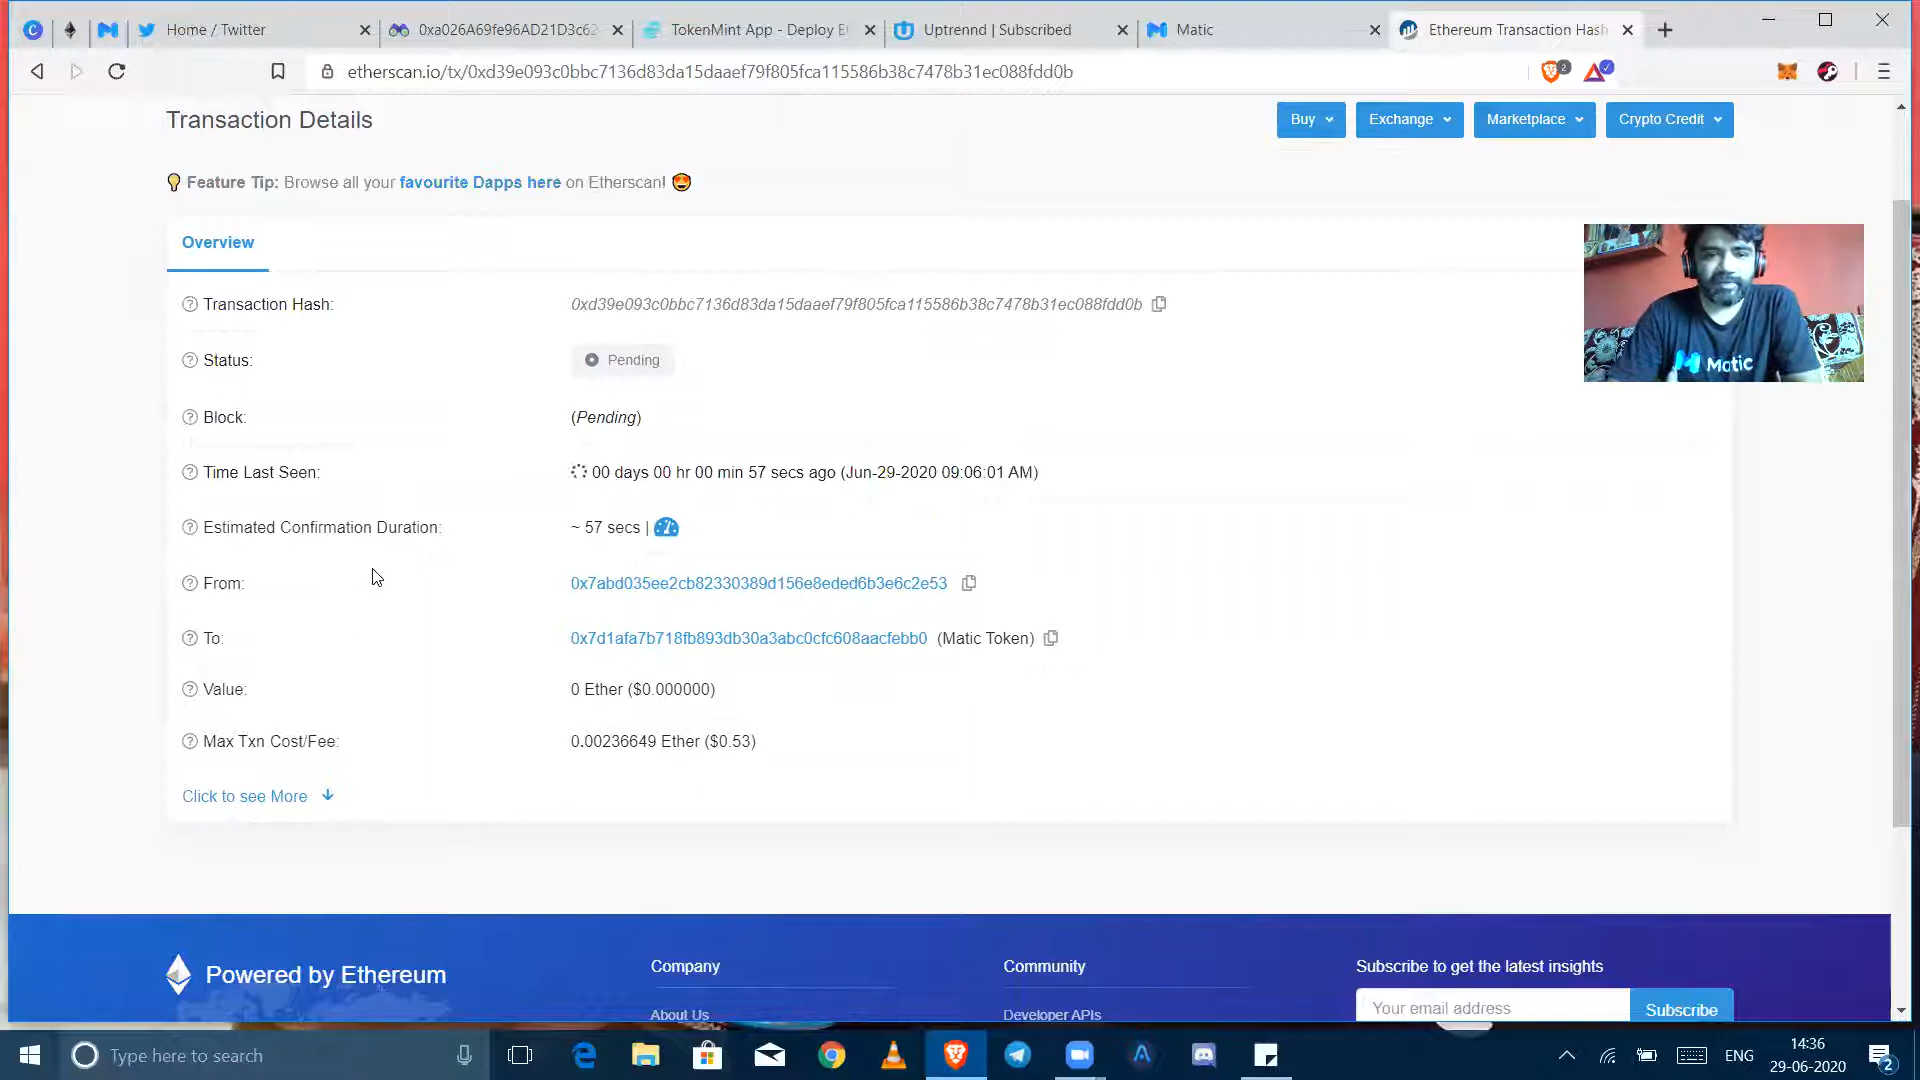 Home / Twitter
0xa026A69fe96AD21D3c62
TokenMint App - Deploy E
Uptrennd | Subscribed
Matic
Ethereum Transaction Hash
etherscan.io/tx/0xd39e093c0bbc7136d83da15daaef79f805fca115586b38c7478b31ec088fdd0b
2
Transaction Details
Buy
Exchange
Marketplace
Crypto Credit
Feature Tip: Browse all your favourite Dapps here on Etherscan!
Overview
Transaction Hash: 0xd39e093c0bbc7136d83da15daaef79f805fca115586b38c7478b31ec088fdd0b
Status: Pending
Matic
Block: (Pending)
Time Last Seen: 00 days 00 hr 00 min 57 secs ago (Jun-29-2020 09:06:01 AM)
Estimated Confirmation Duration: ~ 57 secs |
From: 0x7abd035ee2cb82330389d156e8eded6b3e6c2e53
To: 0x7d1afa7b718fb893db30a3abc0cfc608aacfebb0 (Matic Token)
Value: 0 Ether ($0.000000)
Max Txn Cost/Fee: 0.00236649 Ether ($0.53)
Click to see More
Powered by Ethereum
Company
Community
Subscribe to get the latest insights
About Us
Developer APIs
Your email address
Subscribe
Type here to search
ENG
14:36
29-06-2020
2